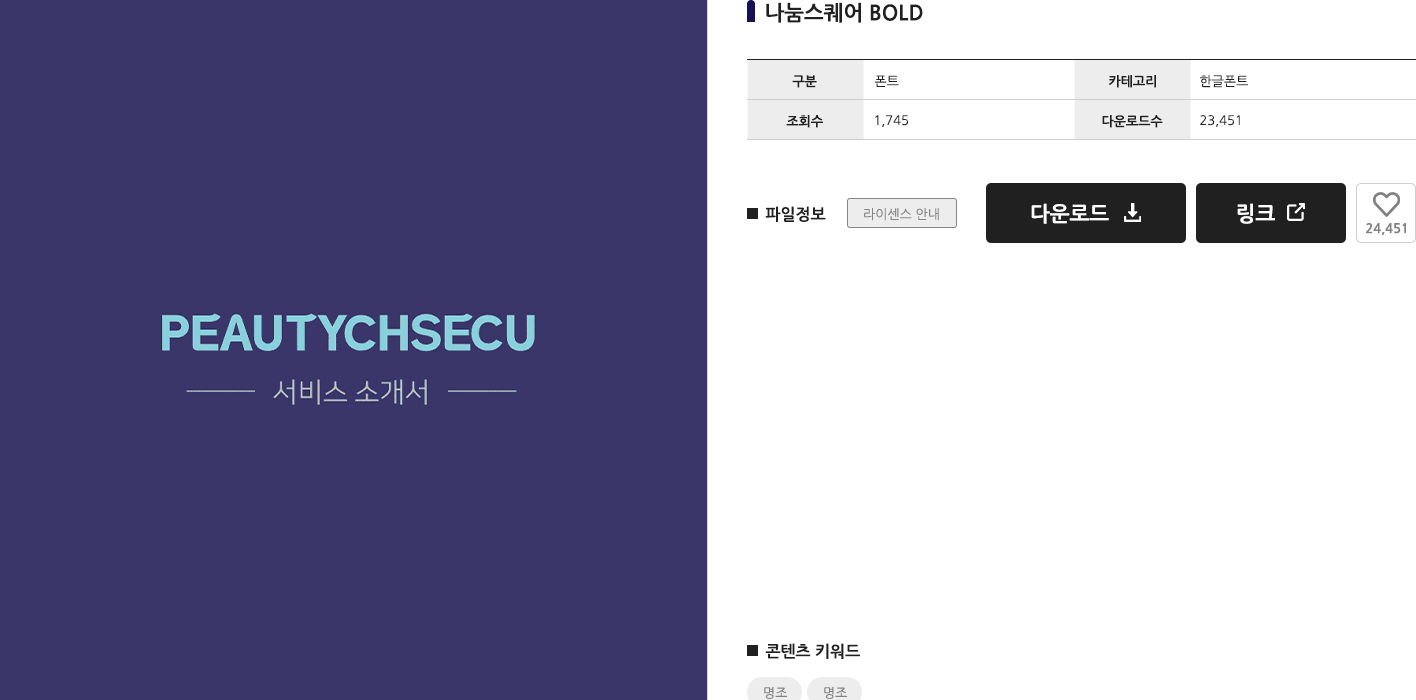 PEAUTYCHSECU
서비스 소개서
나눔스퀘어 BOLD
구분 폰트 카테고리 한글폰트
조회수 1,745 다운로드수 23,451
파일정보 라이센스 안내 다운로드 링크 24,451
콘텐츠 키워드
명조 명조